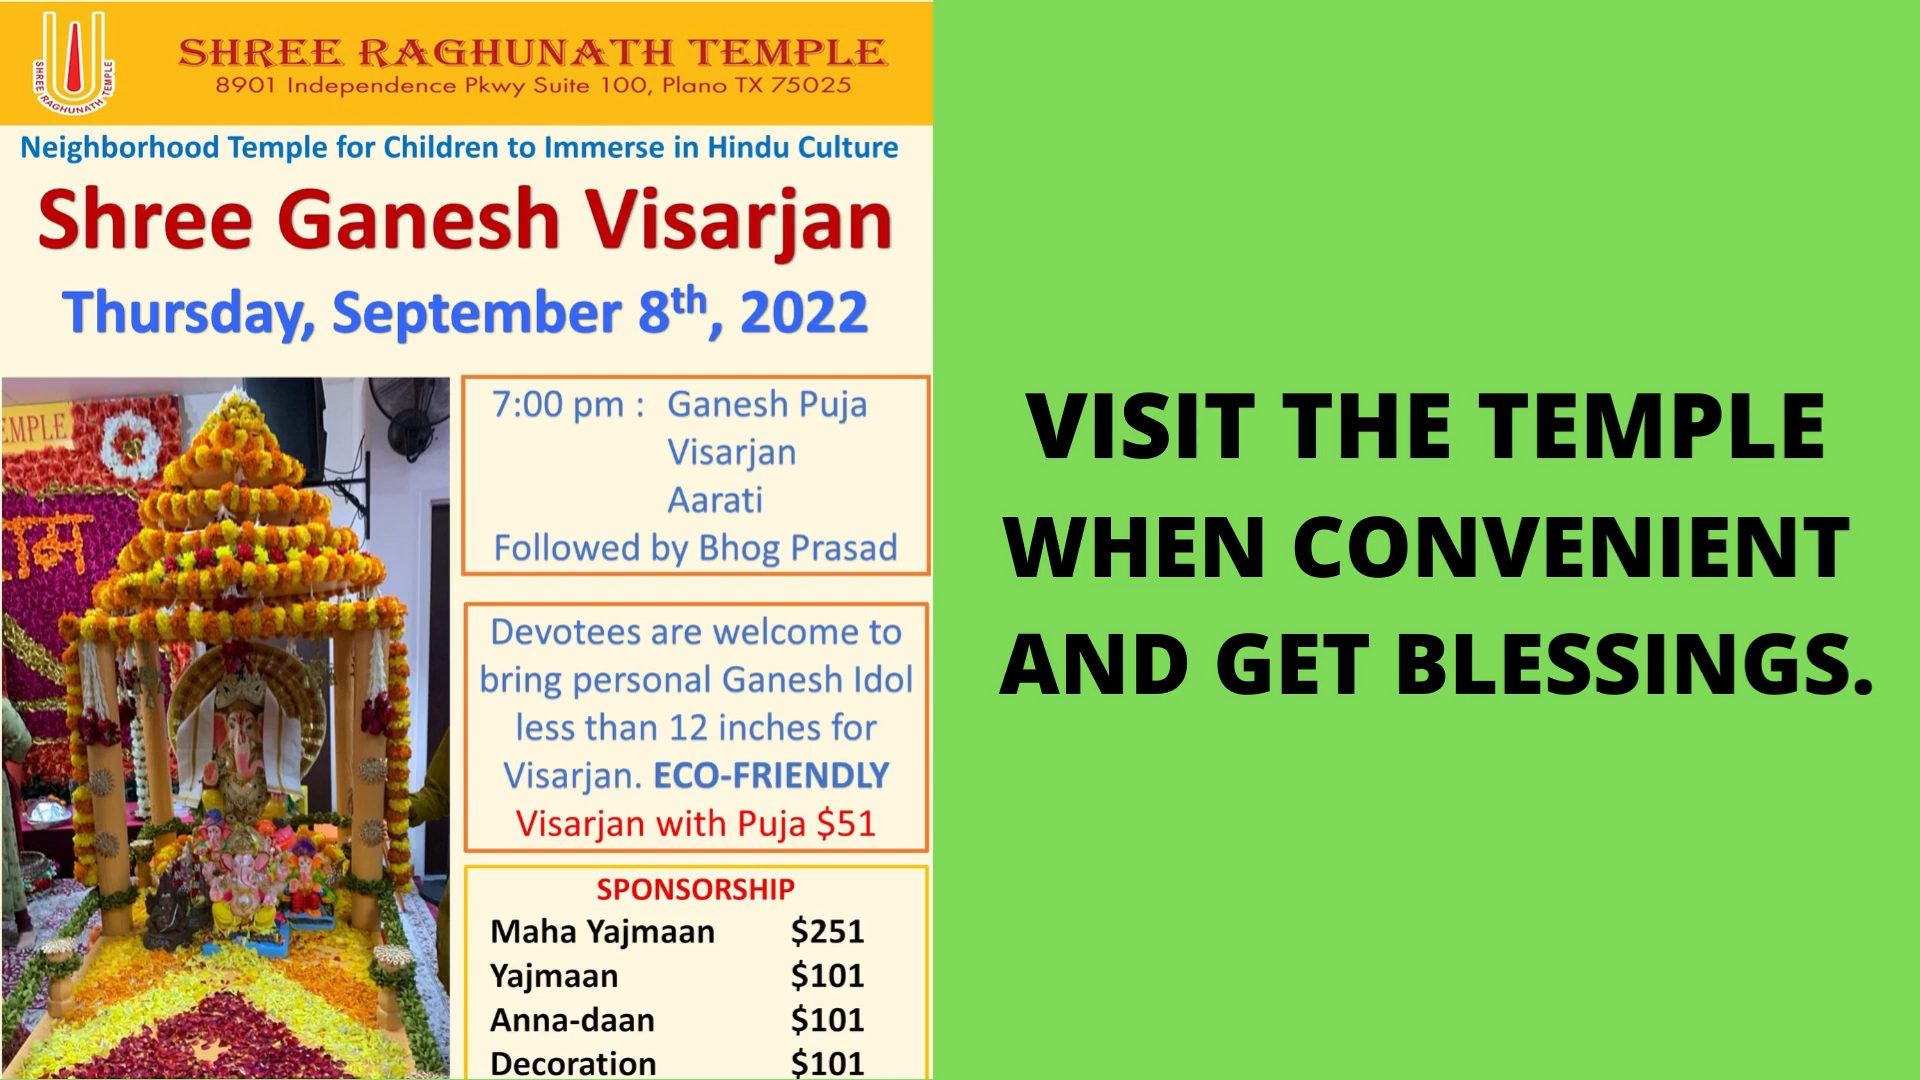 SHREE RAGHUNATH TEMPLE
SHREE RAGHUNATH TEMPLE
8901 Independence Pkwy Suite 100, Plano TX 75025
Neighborhood Temple for Children to Immerse in Hindu Culture
Shree Ganesh Visarjan
Thursday, September 8th, 2022
EMPLE
राम
7:00 pm : Ganesh Puja
Visarjan
Aarati
Followed by Bhog Prasad
Devotees are welcome to
bring personal Ganesh Idol
less than 12 inches for
Visarjan. ECO-FRIENDLY
Visarjan with Puja $51
SPONSORSHIP
Maha Yajmaan $251
Yajmaan $101
Anna-daan $101
Decoration $101
VISIT THE TEMPLE
WHEN CONVENIENT
AND GET BLESSINGS.